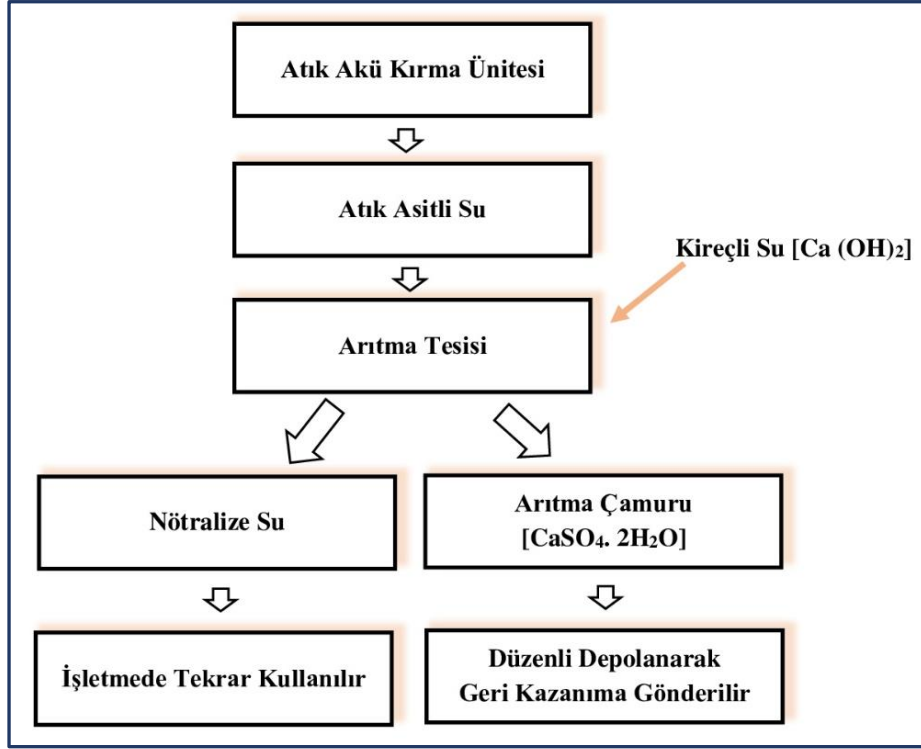 Atık Akü Kırma Ünitesi
Atık Asitli Su
Kireçli Su [Ca (OH)₂]
Arıtma Tesisi
Nötralize Su
Arıtma Çamuru
[CaSO₄. 2H₂O]
İşletmede Tekrar Kullanılır
Düzenli Depolanarak
Geri Kazanıma Gönderilir